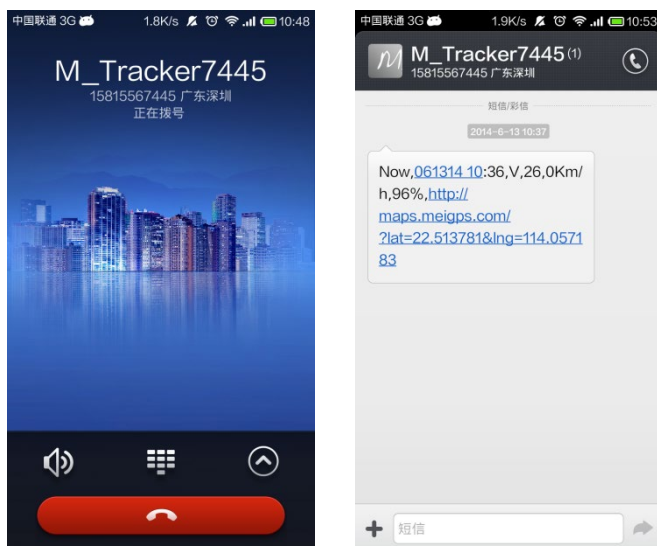 中国联通 3G 1.8K/s 10:48
M_Tracker7445
15815567445 广东深圳
正在拨号
中国联通 3G 1.9K/s 10:53
M_Tracker7445 (1)
15815567445 广东深圳
短信/彩信
2014-6-13 10:37
Now,061314 10:36,V,26,0Km/
h,96%,http://
maps.meigps.com/
?lat=22.513781&lng=114.0571
83
短信